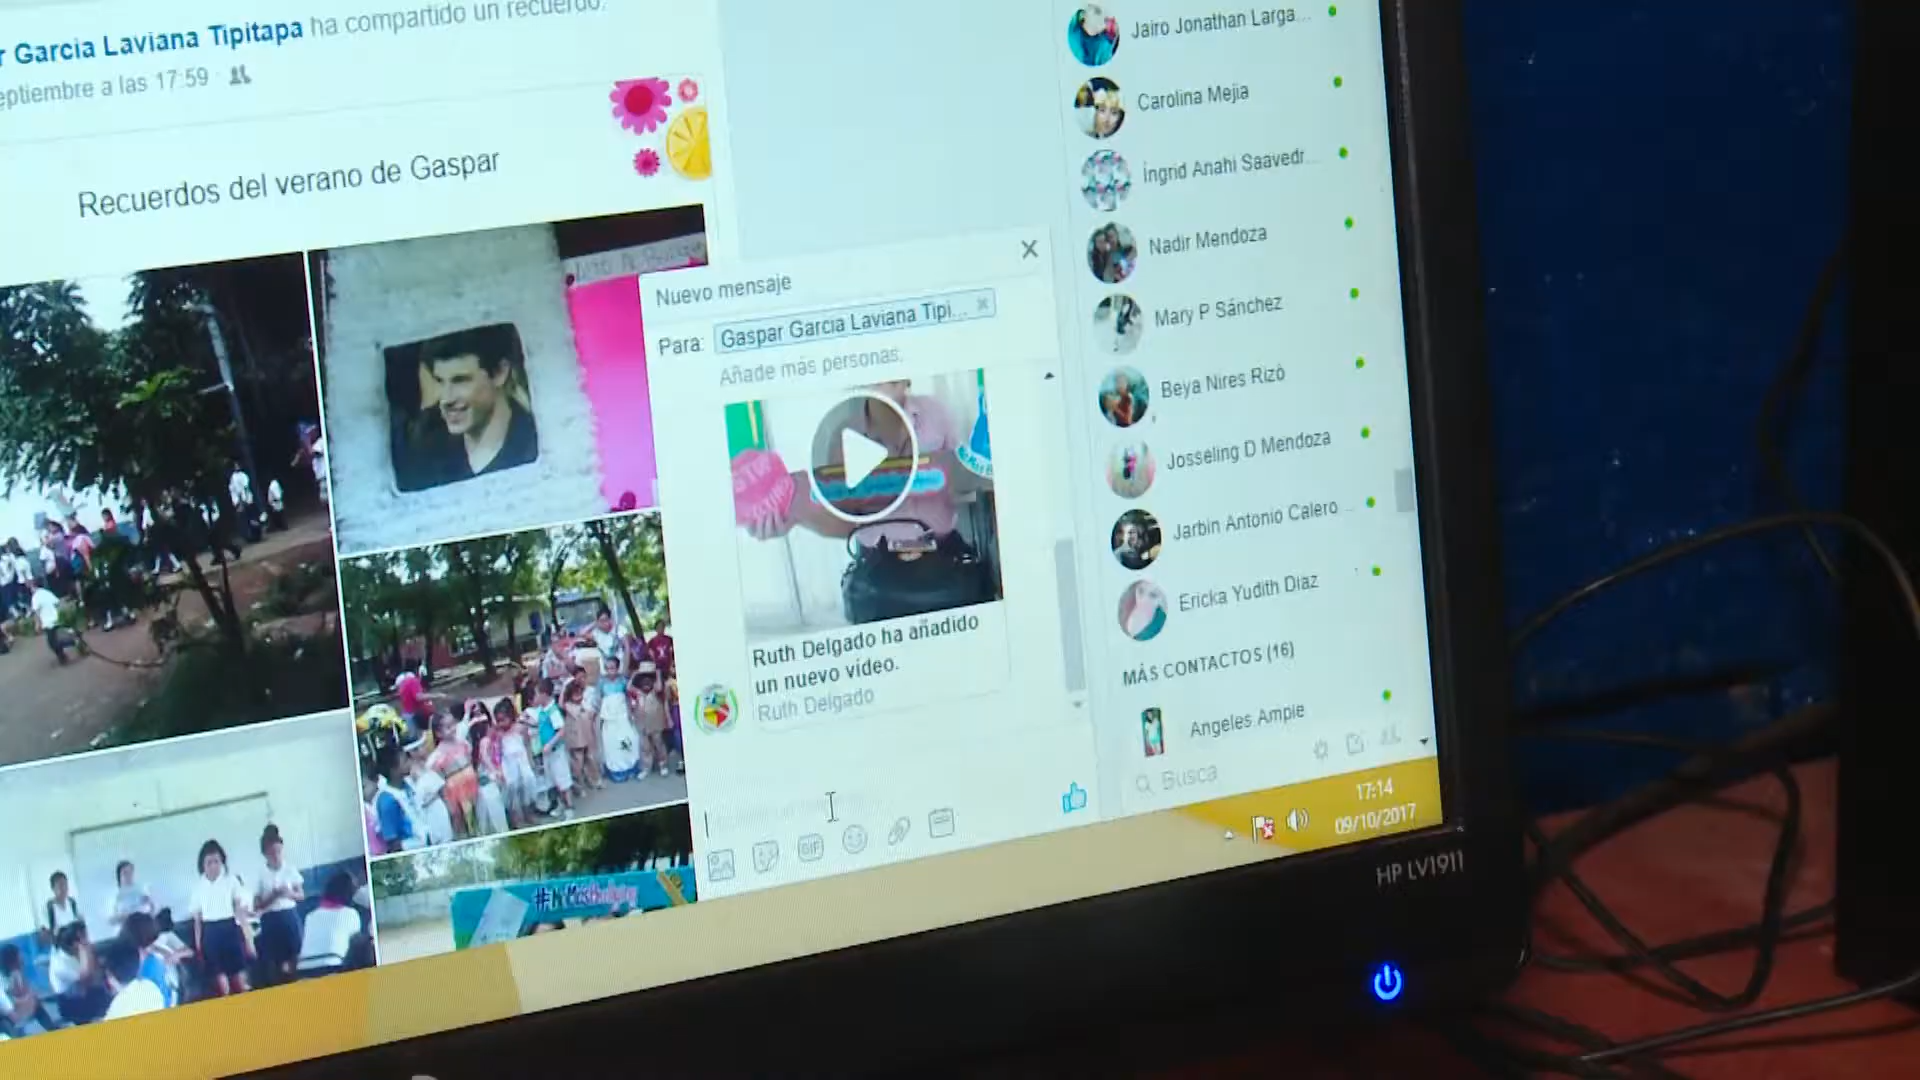 r Garcia Laviana Tipitapa ha compartido un recuerdo.
eptiembre a las 17:59
Recuerdos del verano de Gaspar
Nuevo mensaje
Para: Gaspar Garcia Laviana Tipi...
Añade más personas.
Ruth Delgado ha añadido
un nuevo vídeo.
Ruth Delgado
GIF
Jairo Jonathan Larga...
Carolina Mejia
Íngrid Anahi Saavedr...
Nadir Mendoza
Mary P Sánchez
Beya Nires Rizò
Josseling D Mendoza
Jarbin Antonio Calero ...
Ericka Yudith Diaz
MÁS CONTACTOS (16)
Angeles Ampie
Busca
17:14
09/10/2017
HP LV1911